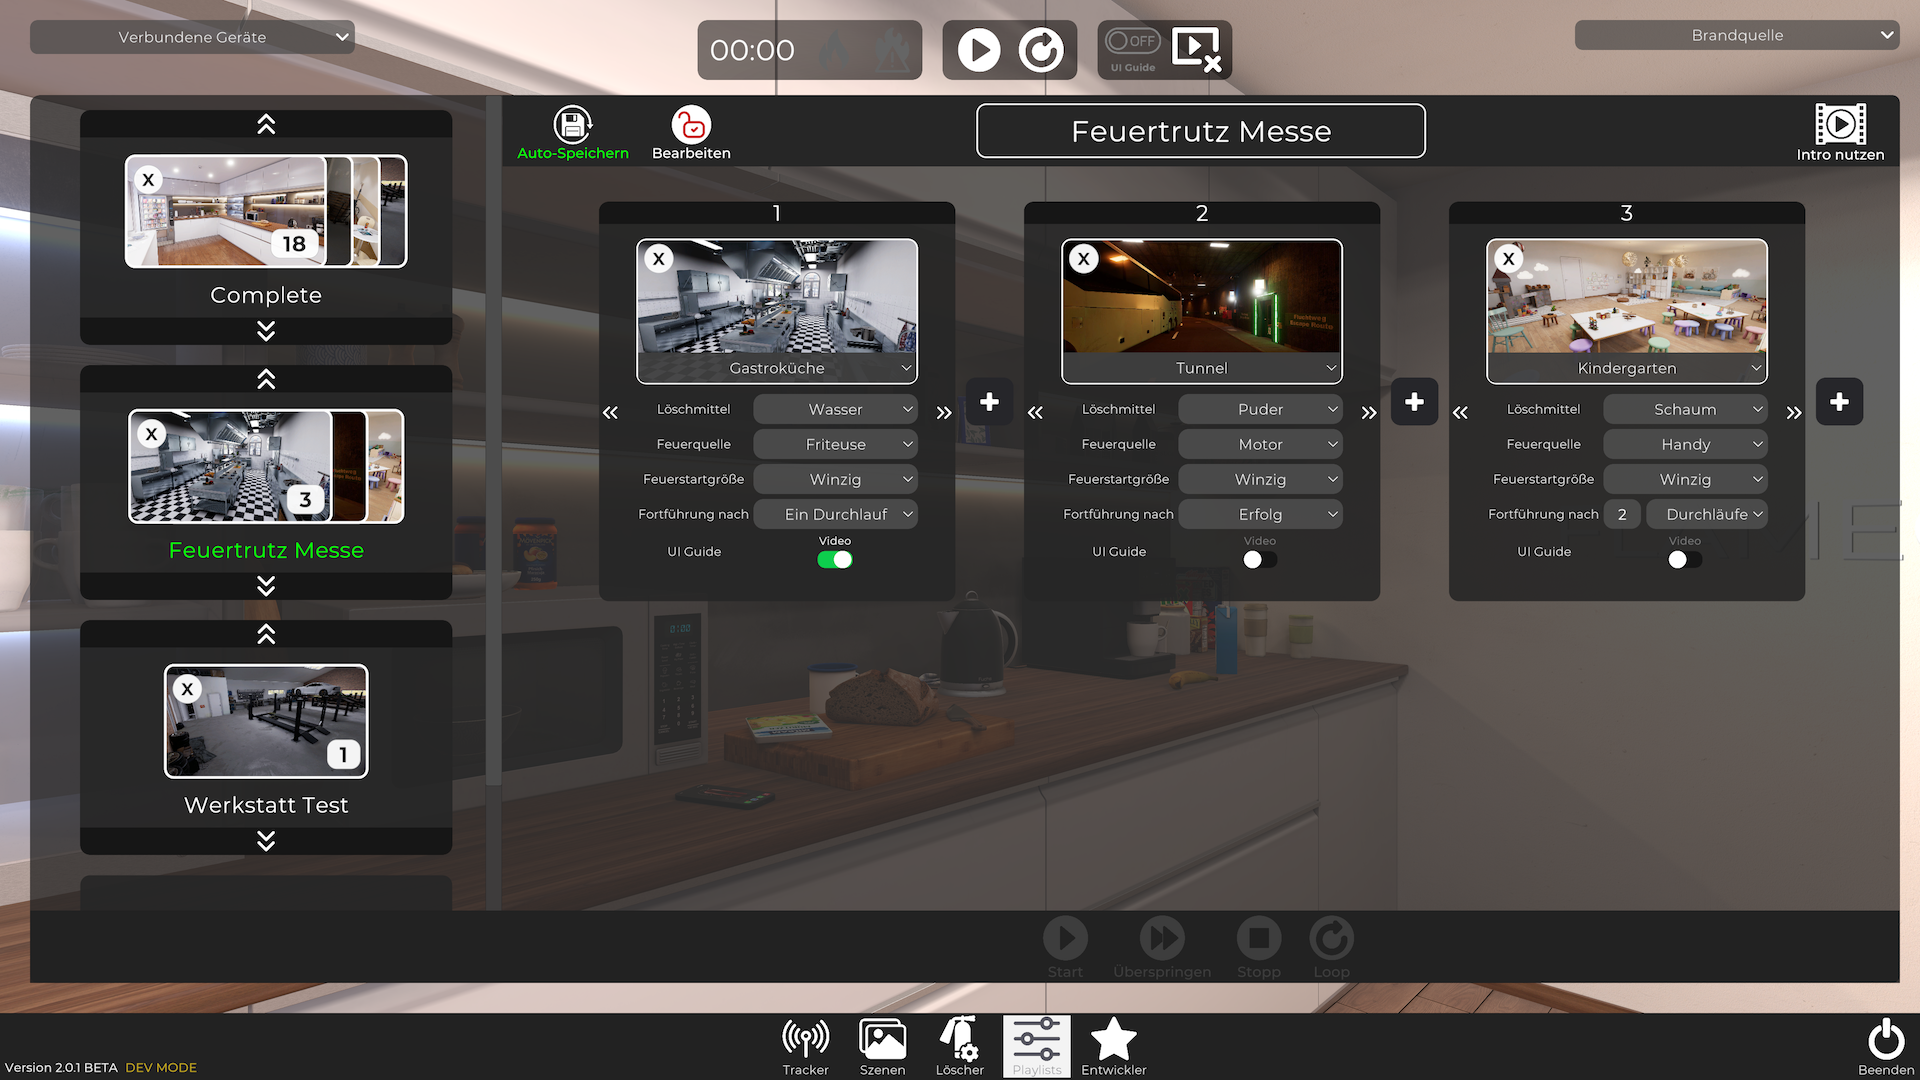 Verbundene Geräte
00:00
OFF
UI Guide
Brandquelle
X
18
Complete
X
3
Feuertrutz Messe
X
1
Werkstatt Test
Auto-Speichern
Bearbeiten
Feuertrutz Messe
Intro nutzen
1
X
Gastroküche
Löschmittel Wasser
Feuerquelle Friteuse
Feuerstartgröße Winzig
Fortführung nach Ein Durchlauf
UI Guide Video
2
X
Fluchtweg
Escape Route
Tunnel
Löschmittel Puder
Feuerquelle Motor
Feuerstartgröße Winzig
Fortführung nach Erfolg
UI Guide Video
3
X
Kindergarten
Löschmittel Schaum
Feuerquelle Handy
Feuerstartgröße Winzig
Fortführung nach 2 Durchläufe
UI Guide Video
Start
Überspringen
Stopp
Loop
Version 2.0.1 BETA DEV MODE
Tracker
Szenen
Löscher
Playlists
Entwickler
Beenden